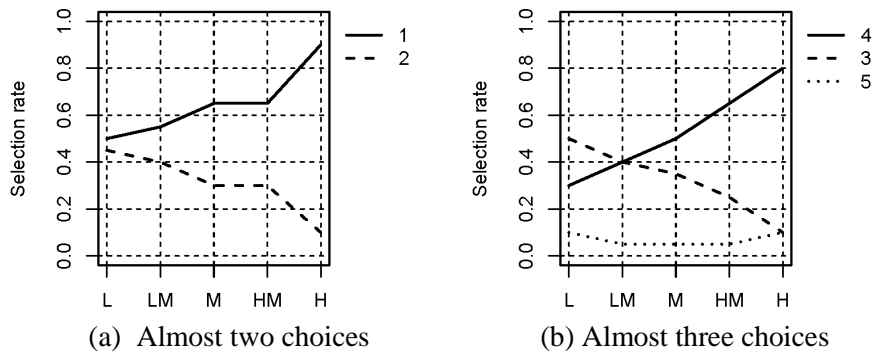 Selection rate
1.0
0.8
0.6
0.4
0.2
0.0
L LM M HM H
1
2
(a) Almost two choices
Selection rate
1.0
0.8
0.6
0.4
0.2
0.0
L LM M HM H
4
3
5
(b) Almost three choices